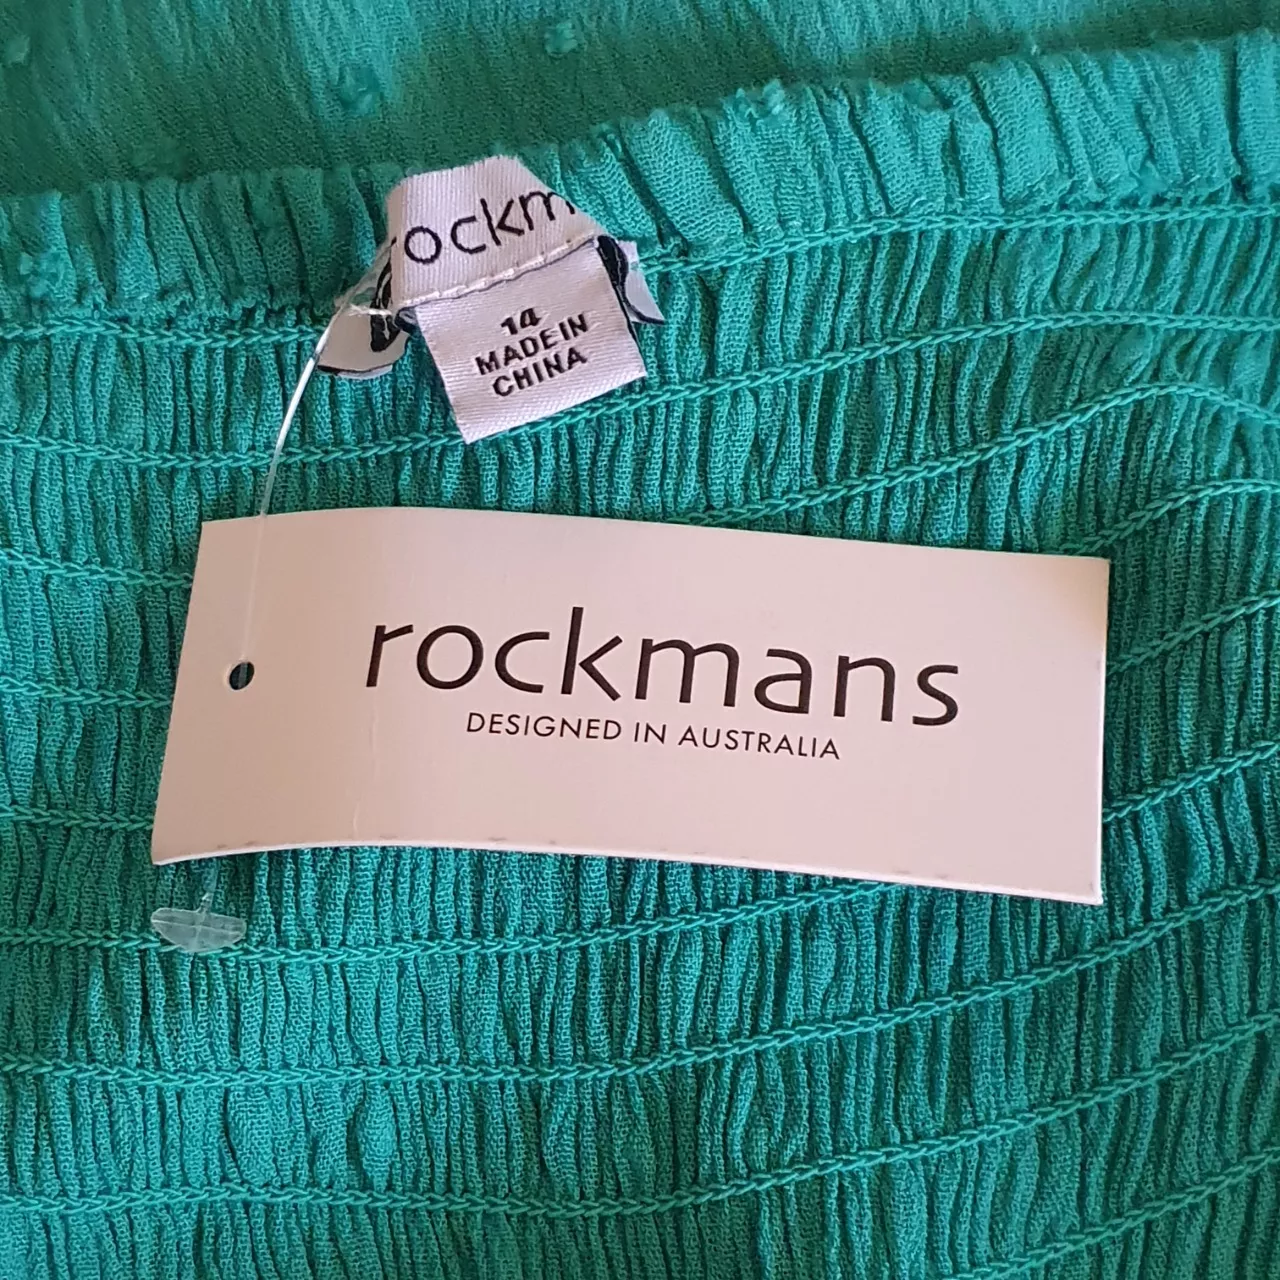 rockm
14
MADE IN
CHINA
rockmans
DESIGNED IN AUSTRALIA